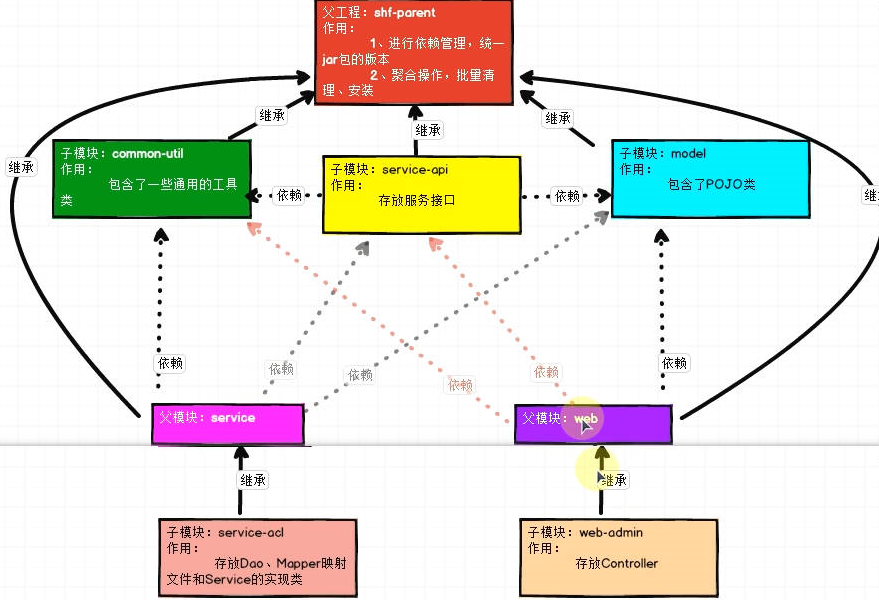 父工程：shf-parent
作用：
1、进行依赖管理，统一
jar包的版本
2、聚合操作，批量清
理、安装
继承
继承
继承
继承
继
子模块：common-util
作用：
包含了一些通用的工具
类
子模块：service-api
作用：
存放服务接口
子模块：model
作用：
包含了POJO类
依赖
依赖
依赖
依赖
依赖
依赖
依赖
依赖
父模块：service
父模块：web
继承
继承
子模块：service-acl
作用：
存放Dao、Mapper映射
文件和Service的实现类
子模块：web-admin
作用：
存放Controller